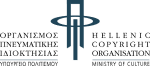 ΟΡΓΑΝΙΣΜΟΣ
ΠΝΕΥΜΑΤΙΚΗΣ
ΙΔΙΟΚΤΗΣΙΑΣ
ΥΠΟΥΡΓΕΙΟ ΠΟΛΙΤΙΣΜΟΥ
HELLENIC
COPYRIGHT
ORGANISATION
MINISTRY OF CULTURE